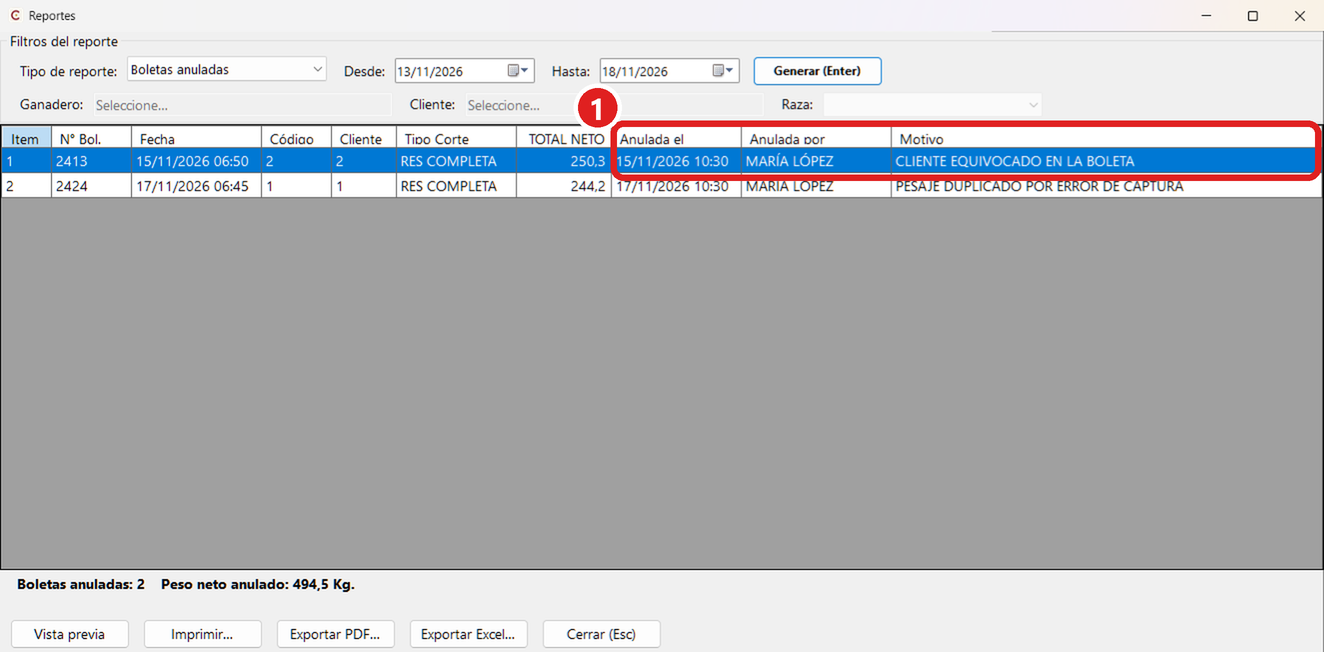 Reportes
Filtros del reporte
Tipo de reporte: Boletas anuladas Desde: 13/11/2026 Hasta: 18/11/2026 Generar (Enter)
Ganadero: Seleccione... Cliente: Seleccione... Raza:
1
Item N° Bol. Fecha Código Cliente Tipo Corte TOTAL NETO Anulada el Anulada por Motivo
1 2413 15/11/2026 06:50 2 2 RES COMPLETA 250,3 15/11/2026 10:30 MARÍA LÓPEZ CLIENTE EQUIVOCADO EN LA BOLETA
2 2424 17/11/2026 06:45 1 1 RES COMPLETA 244,2 17/11/2026 10:30 MARÍA LÓPEZ PESAJE DUPLICADO POR ERROR DE CAPTURA
Boletas anuladas: 2 Peso neto anulado: 494,5 Kg.
Vista previa Imprimir... Exportar PDF... Exportar Excel... Cerrar (Esc)